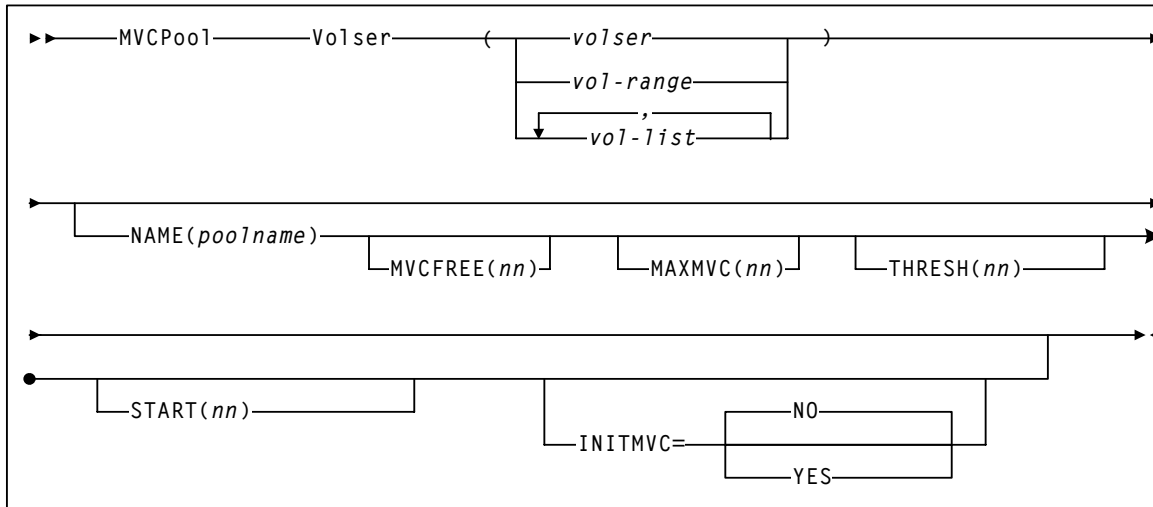 MVCPool Volser ( volser )
vol-range
,
vol-list
NAME(poolname)
MVCFREE(nn) MAXMVC(nn) THRESH(nn)
START(nn)
NO
INITMVC=
YES